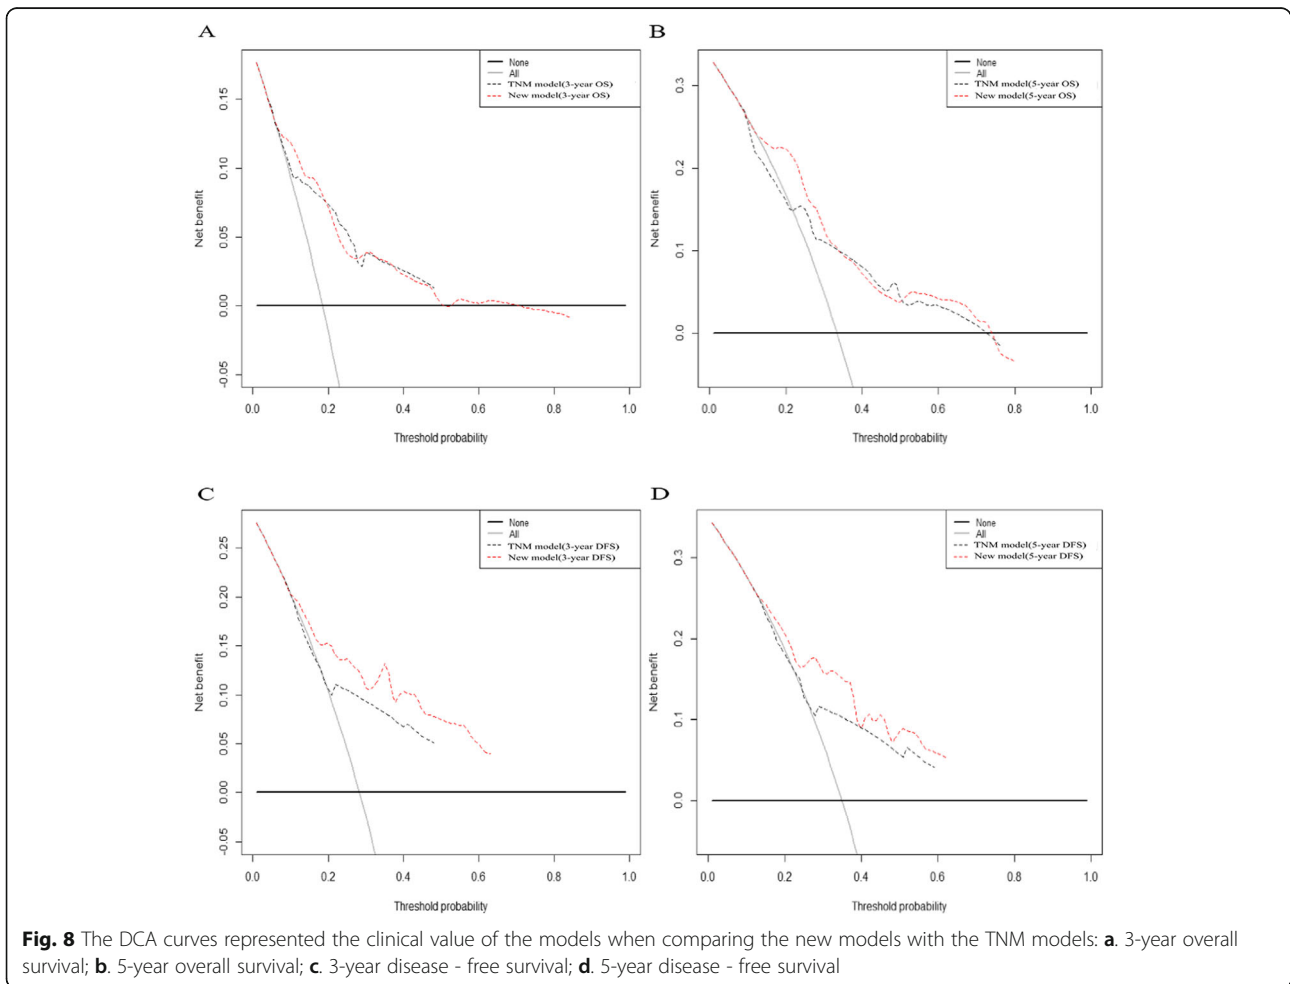 A
None
All
TNM model(3-year OS)
New model(3-year OS)
Net benefit
0.15
0.10
0.05
0.00
-0.05
0.0 0.2 0.4 0.6 0.8 1.0
Threshold probability
B
None
All
TNM model(5-year OS)
New model(5-year OS)
Net benefit
0.3
0.2
0.1
0.0
0.0 0.2 0.4 0.6 0.8 1.0
Threshold probability
C
None
All
TNM model(3-year DFS)
New model(3-year DFS)
Net benefit
0.25
0.20
0.15
0.10
0.05
0.00
-0.05
0.0 0.2 0.4 0.6 0.8 1.0
Threshold probability
D
None
All
TNM model(5-year DFS)
New model(5-year DFS)
Net benefit
0.3
0.2
0.1
0.0
0.0 0.2 0.4 0.6 0.8 1.0
Threshold probability
Fig. 8 The DCA curves represented the clinical value of the models when comparing the new models with the TNM models: a. 3-year overall
survival; b. 5-year overall survival; c. 3-year disease - free survival; d. 5-year disease - free survival